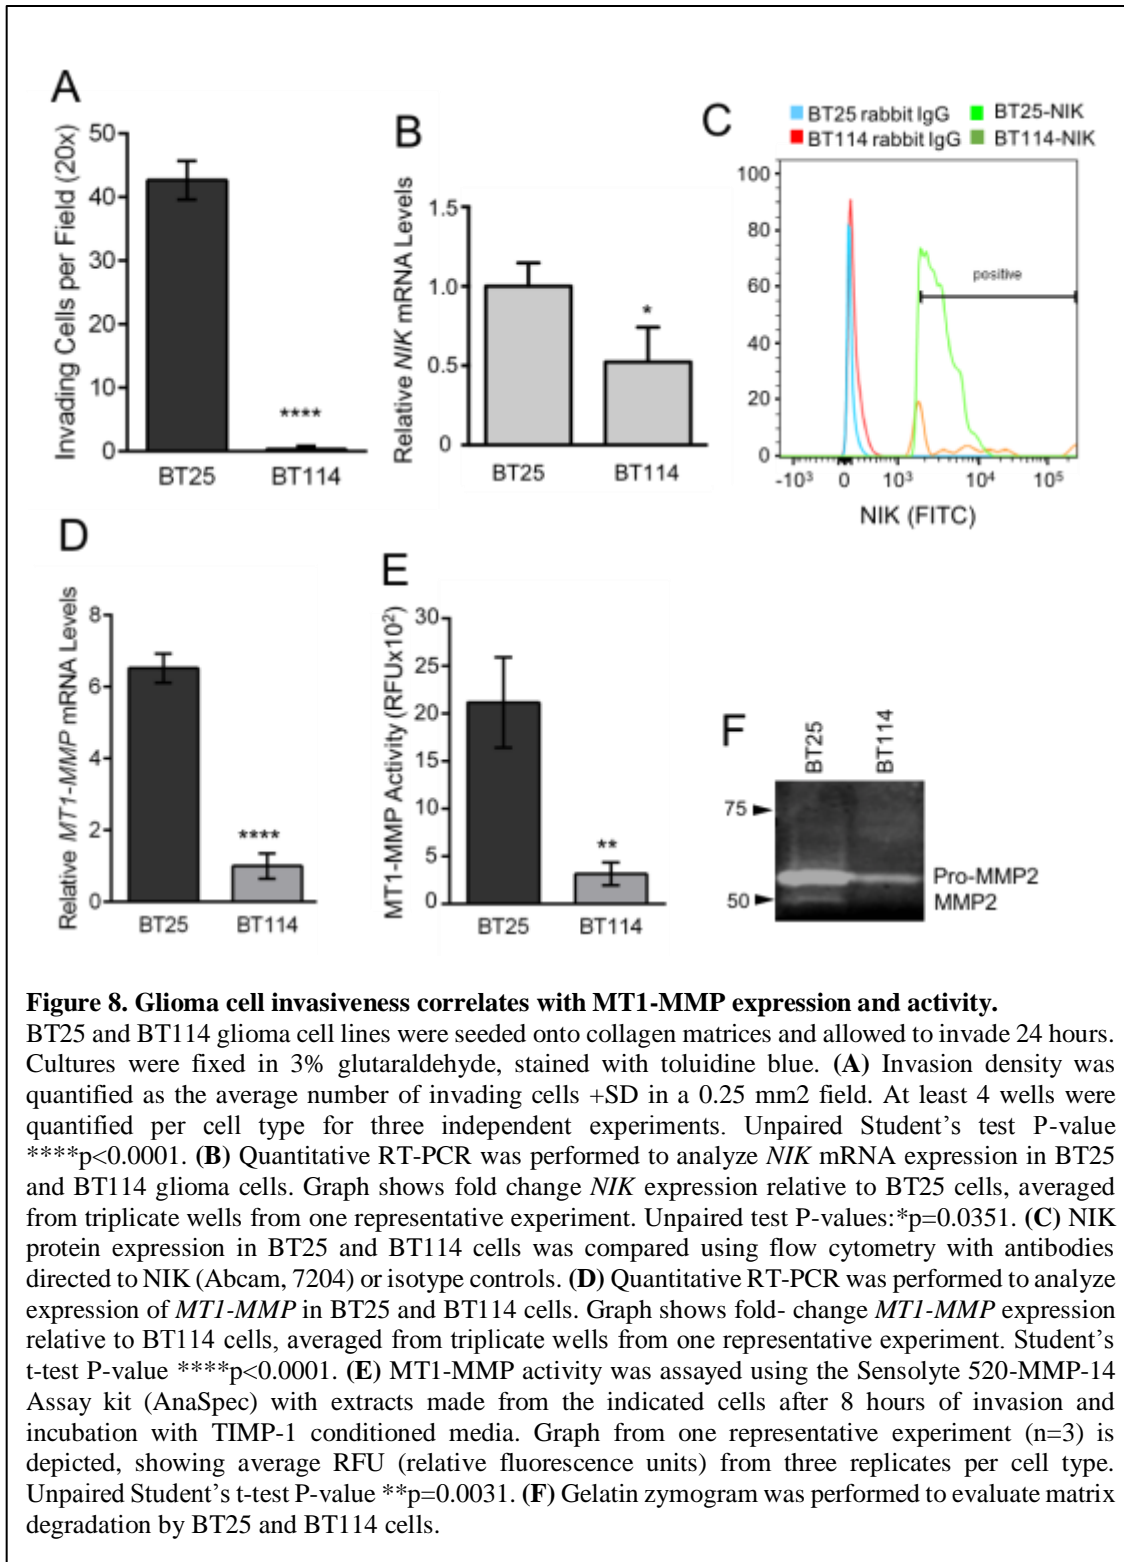 A
Invading Cells per Field (20x)
50
40
30
20
10
0
****
BT25
BT114
B
Relative NIK mRNA Levels
1.5
1.0
0.5
0
*
BT25
BT114
C
BT25 rabbit IgG
BT25-NIK
BT114 rabbit IgG
BT114-NIK
100
80
60
40
20
0
positive
-10³ 0 10³ 10⁴ 10⁵
NIK (FITC)
D
Relative MT1-MMP mRNA Levels
8
6
4
2
0
****
BT25
BT114
E
MT1-MMP Activity (RFUx10²)
30
25
20
15
10
5
0
**
BT25
BT114
F
BT25
BT114
75
50
Pro-MMP2
MMP2
Figure 8. Glioma cell invasiveness correlates with MT1-MMP expression and activity.
BT25 and BT114 glioma cell lines were seeded onto collagen matrices and allowed to invade 24 hours.
Cultures were fixed in 3% glutaraldehyde, stained with toluidine blue. (A) Invasion density was
quantified as the average number of invading cells +SD in a 0.25 mm2 field. At least 4 wells were
quantified per cell type for three independent experiments. Unpaired Student’s test P-value
****p<0.0001. (B) Quantitative RT-PCR was performed to analyze NIK mRNA expression in BT25
and BT114 glioma cells. Graph shows fold change NIK expression relative to BT25 cells, averaged
from triplicate wells from one representative experiment. Unpaired test P-values:*p=0.0351. (C) NIK
protein expression in BT25 and BT114 cells was compared using flow cytometry with antibodies
directed to NIK (Abcam, 7204) or isotype controls. (D) Quantitative RT-PCR was performed to analyze
expression of MT1-MMP in BT25 and BT114 cells. Graph shows fold- change MT1-MMP expression
relative to BT114 cells, averaged from triplicate wells from one representative experiment. Student’s
t-test P-value ****p<0.0001. (E) MT1-MMP activity was assayed using the Sensolyte 520-MMP-14
Assay kit (AnaSpec) with extracts made from the indicated cells after 8 hours of invasion and
incubation with TIMP-1 conditioned media. Graph from one representative experiment (n=3) is
depicted, showing average RFU (relative fluorescence units) from three replicates per cell type.
Unpaired Student’s t-test P-value **p=0.0031. (F) Gelatin zymogram was performed to evaluate matrix
degradation by BT25 and BT114 cells.